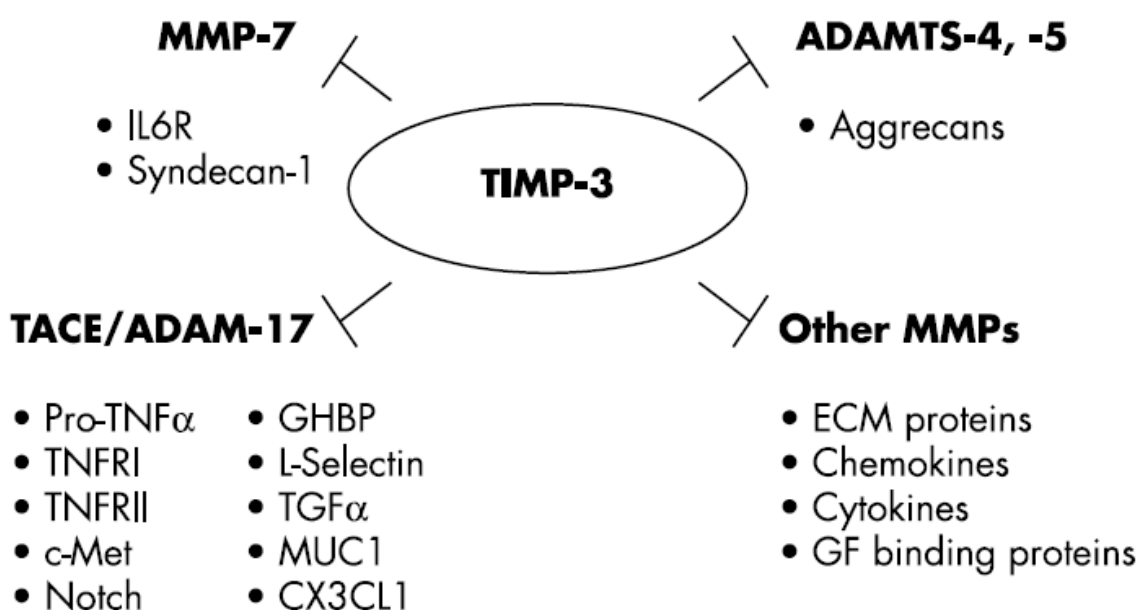 MMP-7
• IL6R
• Syndecan-1
ADAMTS-4, -5
• Aggrecans
TIMP-3
TACE/ADAM-17
• Pro-TNFα
• TNFRI
• TNFRII
• c-Met
• Notch
• GHBP
• L-Selectin
• TGFα
• MUC1
• CX3CL1
Other MMPs
• ECM proteins
• Chemokines
• Cytokines
• GF binding proteins